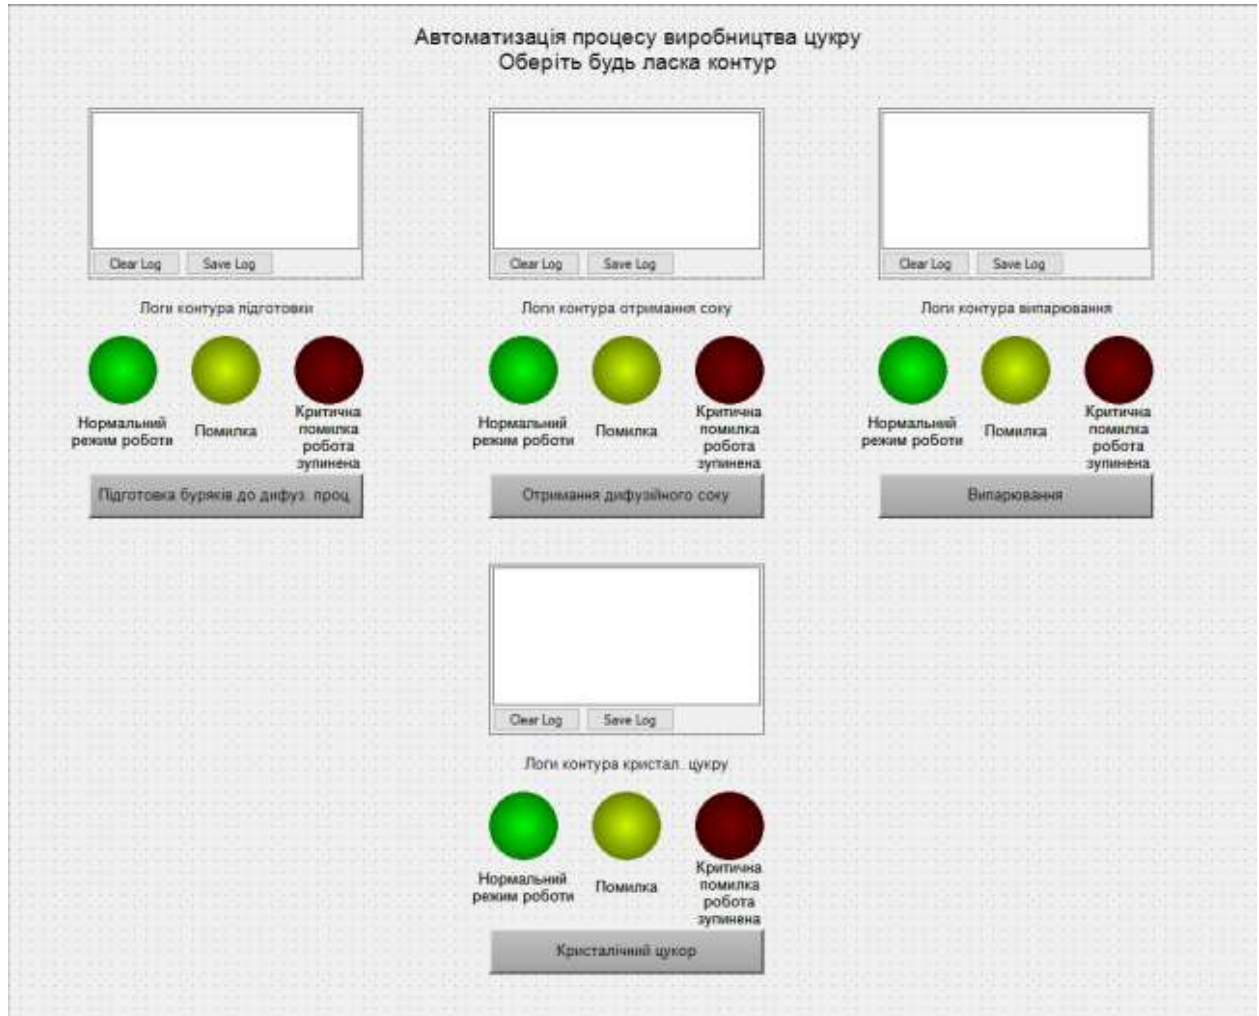 Автоматизація процесу виробництва цукру
Оберіть будь ласка контур
Clear Log Save Log
Логи контура підготовки
Нормальний
режим роботи
Помилка
Критична
помилка
робота
зупинена
Підготовка буряків до дифуз. проц.
Clear Log Save Log
Логи контура отримання соку
Нормальний
режим роботи
Помилка
Критична
помилка
робота
зупинена
Отримання дифузійного соку
Clear Log Save Log
Логи контура випарювання
Нормальний
режим роботи
Помилка
Критична
помилка
робота
зупинена
Випарювання
Clear Log Save Log
Логи контура кристал. цукру
Нормальний
режим роботи
Помилка
Критична
помилка
робота
зупинена
Кристалічний цукор